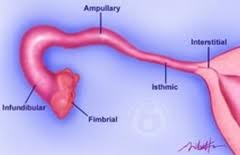 Ampullary
Interstitial
Isthmic
Infundibular
Fimbrial